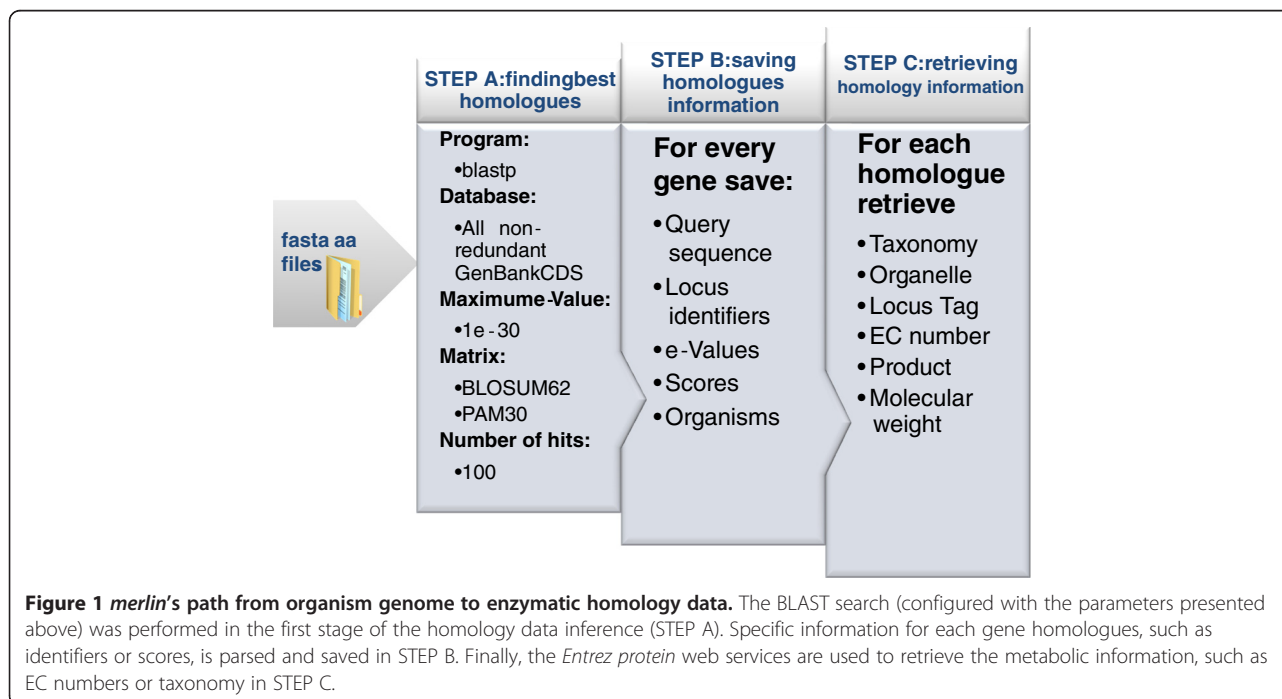 fasta aa
files
STEP A:findingbest
homologues
Program:
•blastp
Database:
•All non-
redundant
GenBankCDS
Maximume-Value:
•1e-30
Matrix:
•BLOSUM62
•PAM30
Number of hits:
•100
STEP B:saving
homologues
information
For every
gene save:
•Query
sequence
•Locus
identifiers
•e-Values
•Scores
•Organisms
STEP C:retrieving
homology information
For each
homologue
retrieve
•Taxonomy
•Organelle
•Locus Tag
•EC number
•Product
•Molecular
weight
Figure 1 merlin's path from organism genome to enzymatic homology data. The BLAST search (configured with the parameters presented
above) was performed in the first stage of the homology data inference (STEP A). Specific information for each gene homologues, such as
identifiers or scores, is parsed and saved in STEP B. Finally, the Entrez protein web services are used to retrieve the metabolic information, such as
EC numbers or taxonomy in STEP C.